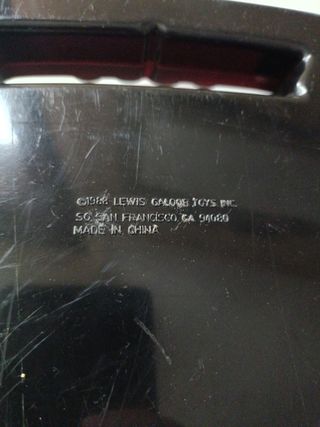 ©1988 LEWIS GALOOB TOYS INC.
SO. SAN FRANCISCO, CA 94080
MADE IN CHINA